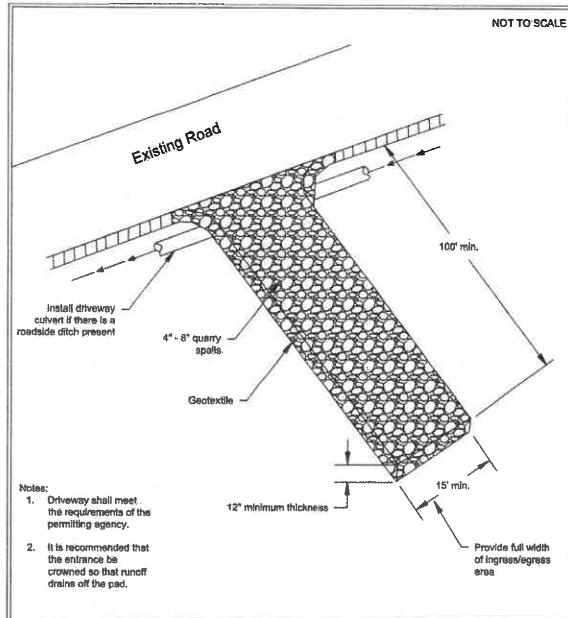 NOT TO SCALE
Existing Road
100' min.
Install driveway
culvert if there is a
roadside ditch present
4" - 8" quarry
spalls
Geotextile
12" minimum thickness
15' min.
Provide full width
of ingress/egress
area
Notes:
1. Driveway shall meet
the requirements of the
permitting agency.
2. It is recommended that
the entrance be
crowned so that runoff
drains off the pad.